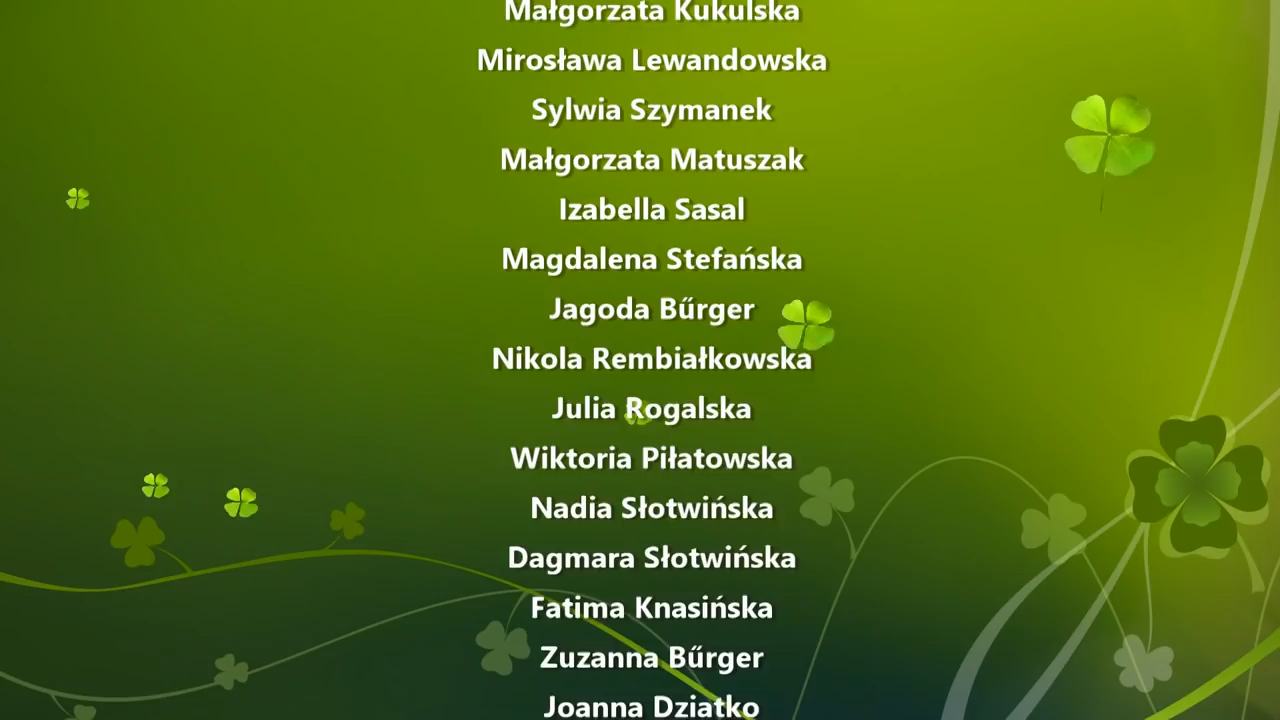 Małgorzata Kukulska
Mirosława Lewandowska
Sylwia Szymanek
Małgorzata Matuszak
Izabella Sasal
Magdalena Stefańska
Jagoda Bűrger
Nikola Rembiałkowska
Julia Rogalska
Wiktoria Piłatowska
Nadia Słotwińska
Dagmara Słotwińska
Fatima Knasińska
Zuzanna Bűrger
Joanna Dziatko